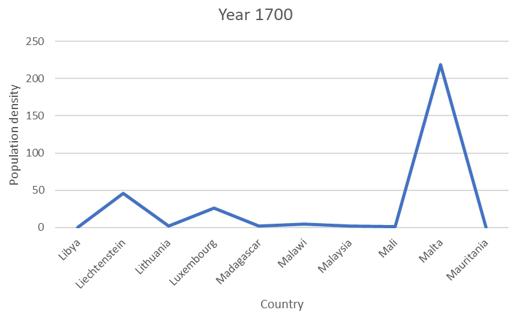 Year 1700
250
200
150
100
50
0
Population density
Libya
Liechtenstein
Lithuania
Luxembourg
Madagascar
Malawi
Malaysia
Mali
Malta
Mauritania
Country